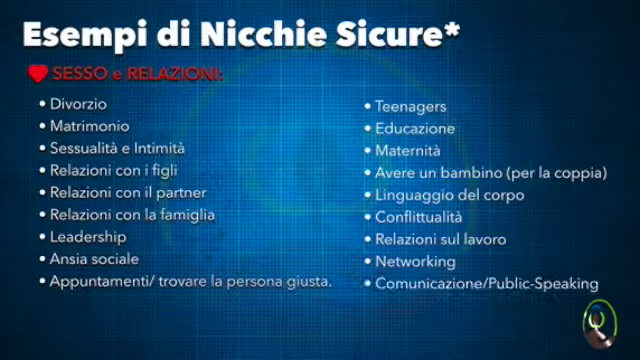 Esempi di Nicchie Sicure*
SESSO e RELAZIONI:
• Divorzio
• Matrimonio
• Sessualità e Intimità
• Relazioni con i figli
• Relazioni con il partner
• Relazioni con la famiglia
• Leadership
• Ansia sociale
• Appuntamenti/ trovare la persona giusta.
• Teenagers
• Educazione
• Maternità
• Avere un bambino (per la coppia)
• Linguaggio del corpo
• Conflittualità
• Relazioni sul lavoro
• Networking
• Comunicazione/Public-Speaking